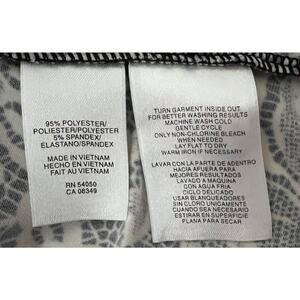 95% POLYESTER/
POLIESTER/POLYESTER
5% SPANDEX/
ELASTANO/SPANDEX
MADE IN VIETNAM
HECHO EN VIETNAM
FAIT AU VIETNAM
RN 54050
CA 08349
TURN GARMENT INSIDE OUT
FOR BETTER WASHING RESULTS
MACHINE WASH COLD
GENTLE CYCLE
ONLY NON-CHLORINE BLEACH
WHEN NEEDED
LAY FLAT TO DRY
WARM IRON IF NECESSARY
LAVAR CON LA PARTE DE ADENTRO
HACIA AFUERA PARA
MEJORES RESULTADOS
LAVADO A MAQUINA
CON AGUA FRIA
CICLO DELICADO
USAR BLANQUEADORES
SIN CLORO UNICAMENTE
CUANDO SEA NECESARIO
ESTIRAR EN SUPERFICIE
PLANA PARA SECAR